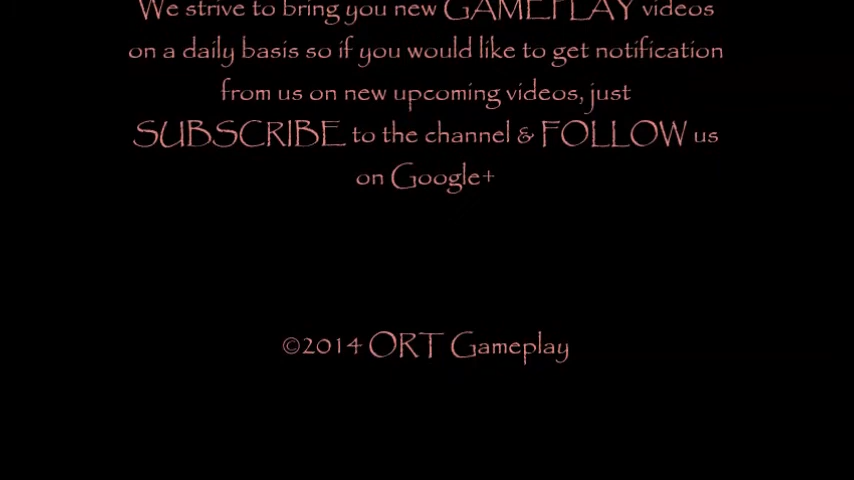 We strive to bring you new GAMEPLAY videos
on a daily basis so if you would like to get notification
from us on new upcoming videos, just
SUBSCRIBE to the channel & FOLLOW us
on Google+
©2014 ORT Gameplay